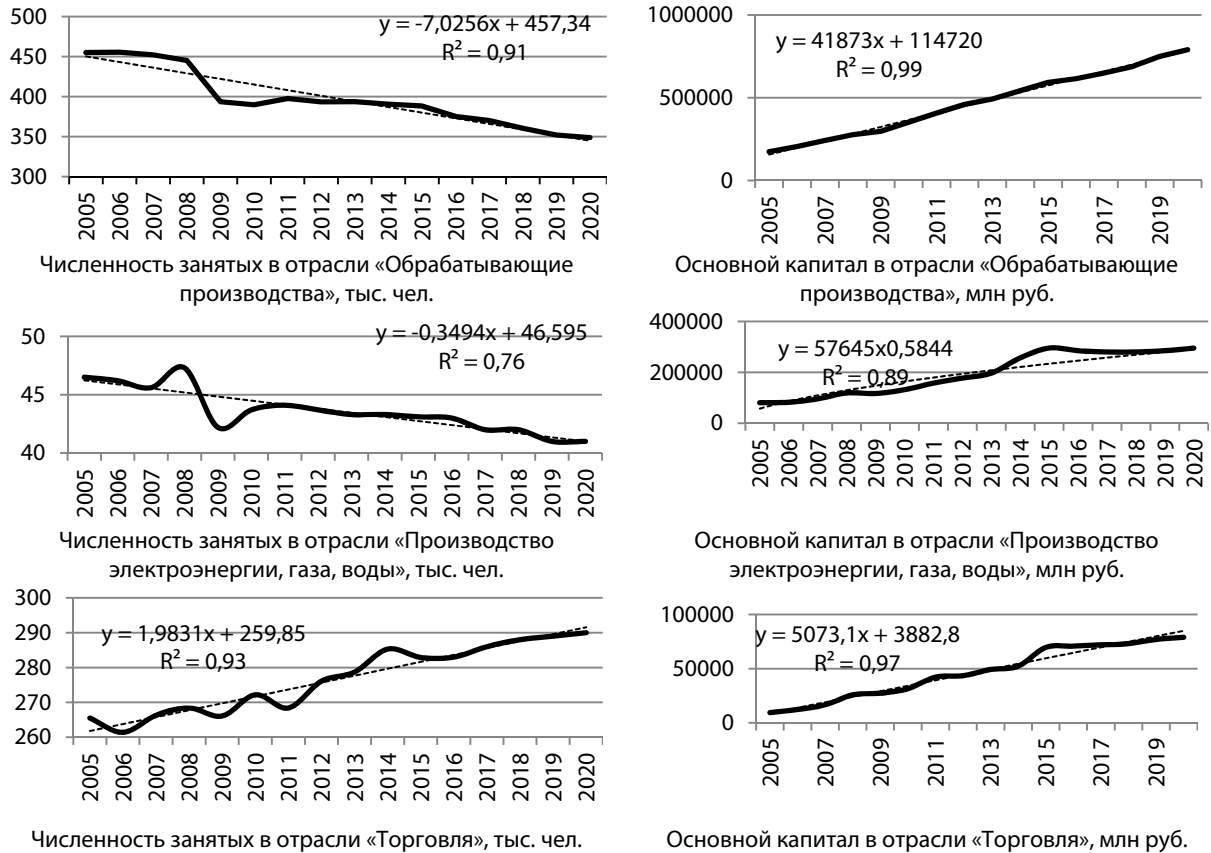 500
450
400
350
300
y = -7,0256x + 457,34
R² = 0,91
2005 2006 2007 2008 2009 2010 2011 2012 2013 2014 2015 2016 2017 2018 2019 2020
Численность занятых в отрасли «Обрабатывающие
производства», тыс. чел.
1000000
500000
0
y = 41873x + 114720
R² = 0,99
2005 2007 2009 2011 2013 2015 2017 2019
Основной капитал в отрасли «Обрабатывающие
производства», млн руб.
50
45
40
y = -0,3494x + 46,595
R² = 0,76
2005 2006 2007 2008 2009 2010 2011 2012 2013 2014 2015 2016 2017 2018 2019 2020
Численность занятых в отрасли «Производство
электроэнергии, газа, воды», тыс. чел.
400000
200000
0
y = 57645x0,5844
R² = 0,89
2005 2006 2007 2008 2009 2010 2011 2012 2013 2014 2015 2016 2017 2018 2019 2020
Основной капитал в отрасли «Производство
электроэнергии, газа, воды», млн руб.
300
290
280
270
260
y = 1,9831x + 259,85
R² = 0,93
2005 2006 2007 2008 2009 2010 2011 2012 2013 2014 2015 2016 2017 2018 2019 2020
Численность занятых в отрасли «Торговля», тыс. чел.
100000
50000
0
y = 5073,1x + 3882,8
R² = 0,97
2005 2007 2009 2011 2013 2015 2017 2019
Основной капитал в отрасли «Торговля», млн руб.